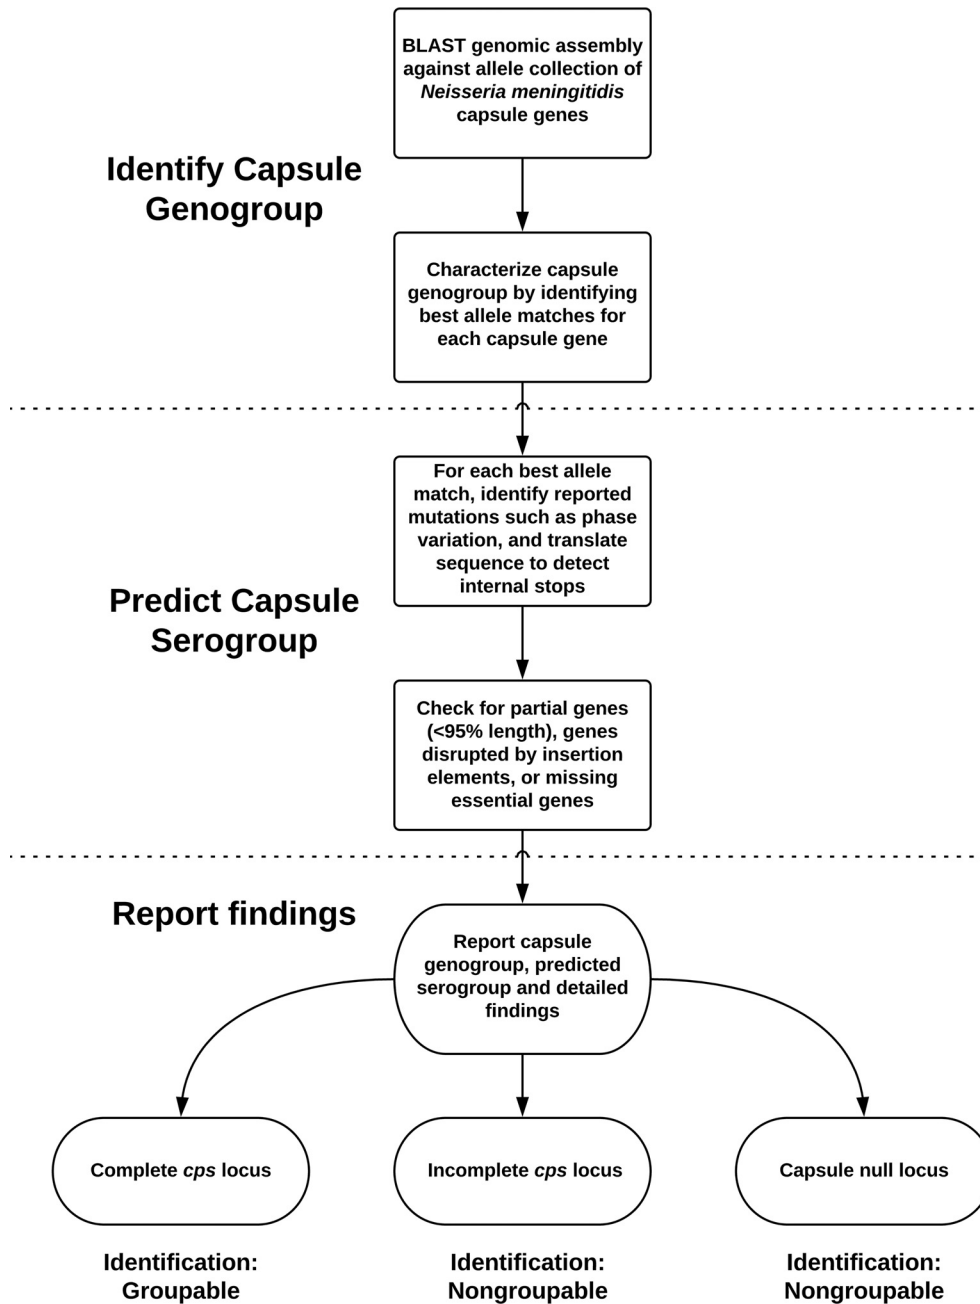 BLAST genomic assembly
against allele collection of
Neisseria meningitidis
capsule genes
Identify Capsule
Genogroup
Characterize capsule
genogroup by identifying
best allele matches for
each capsule gene
For each best allele
match, identify reported
mutations such as phase
variation, and translate
sequence to detect
internal stops
Predict Capsule
Serogroup
Check for partial genes
(<95% length), genes
disrupted by insertion
elements, or missing
essential genes
Report findings
Report capsule
genogroup, predicted
serogroup and detailed
findings
Complete cps locus
Incomplete cps locus
Capsule null locus
Identification:
Groupable
Identification:
Nongroupable
Identification:
Nongroupable